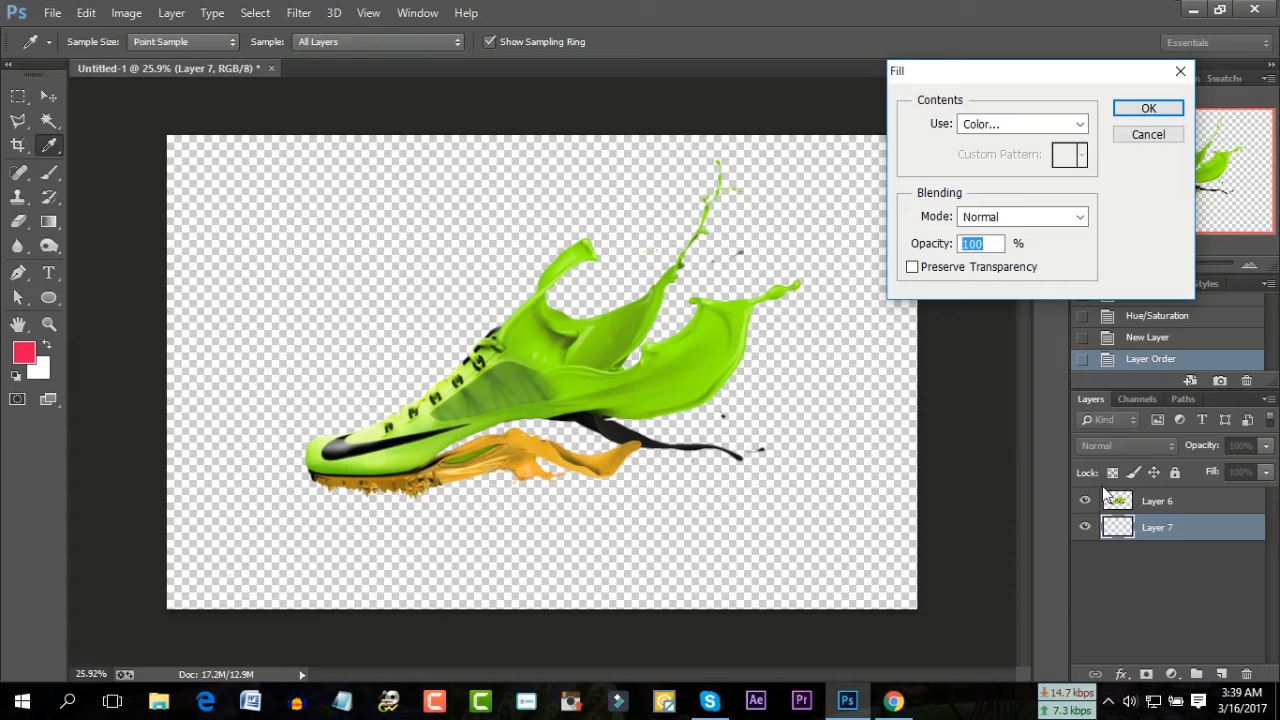 Ps File Edit Image Layer Type Select Filter 3D View Window Help
Sample Size: Point Sample Sample: All Layers Show Sampling Ring Essentials
Untitled-1 @ 25.9% (Layer 7, RGB/8) * ×
Fill
Swatche
Contents
Use: Color...
OK
Custom Pattern:
Cancel
Blending
Mode: Normal
Opacity: 100 %
Preserve Transparency
Styles
Hue/Saturation
New Layer
Layer Order
Layers Channels Paths
Kind
Normal Opacity: 100%
Lock: Fill: 100%
Layer 6
Layer 7
25.92% Doc: 17.2M/12.9M
14.7 kbps
7.3 kbps
Ae Pr Ps
3:39 AM
3/16/2017